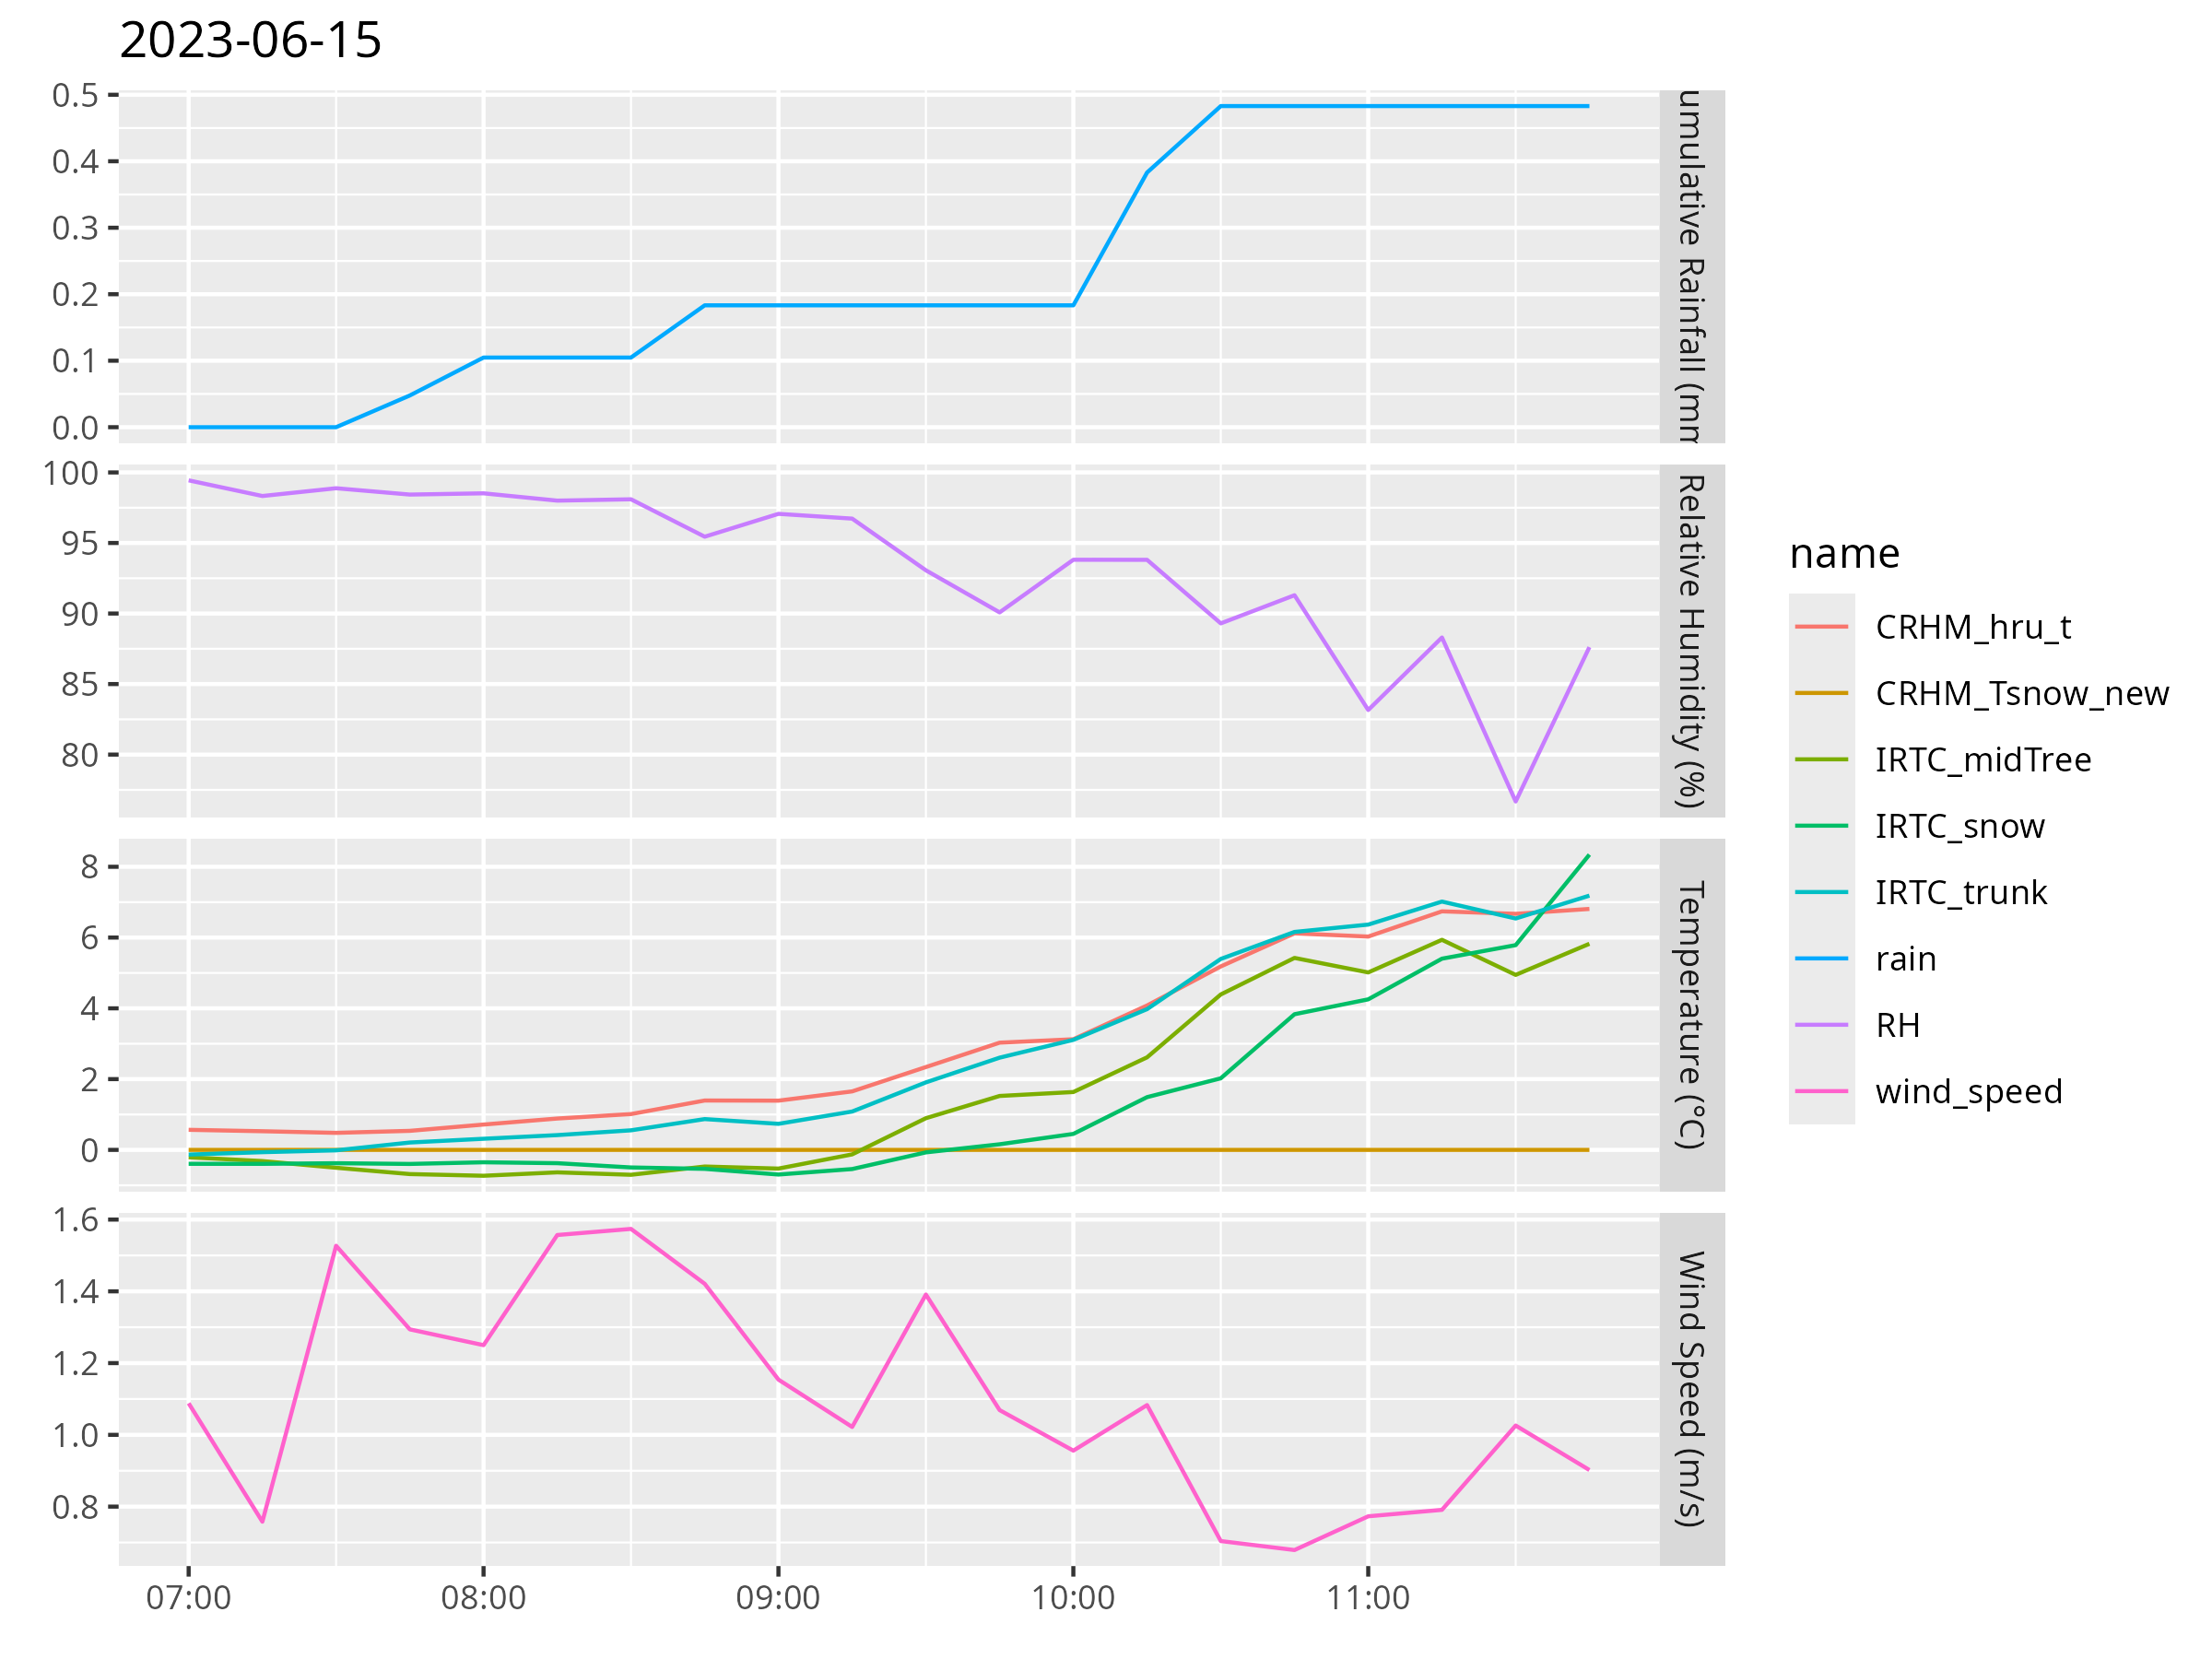 2023-06-15
0.5
0.4
0.3
0.2
0.1
0.0
umulative Rainfall (mm
100
95
90
85
80
Relative Humidity (%)
8
6
4
2
0
Temperature (°C)
1.6
1.4
1.2
1.0
0.8
Wind Speed (m/s)
07:00 08:00 09:00 10:00 11:00
name
CRHM_hru_t
CRHM_Tsnow_new
IRTC_midTree
IRTC_snow
IRTC_trunk
rain
RH
wind_speed